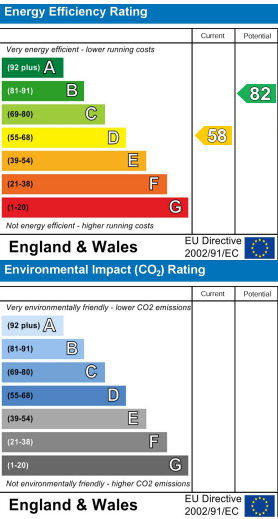 Energy Efficiency Rating
Current Potential
Very energy efficient - lower running costs
(92 plus) A
(81-91) B
(69-80) C
(55-68) D
(39-54) E
(21-38) F
(1-20) G
58
82
Not energy efficient - higher running costs
England & Wales
EU Directive
2002/91/EC
Environmental Impact (CO₂) Rating
Current Potential
Very environmentally friendly - lower CO2 emissions
(92 plus) A
(81-91) B
(69-80) C
(55-68) D
(39-54) E
(21-38) F
(1-20) G
Not environmentally friendly - higher CO2 emissions
England & Wales
EU Directive
2002/91/EC